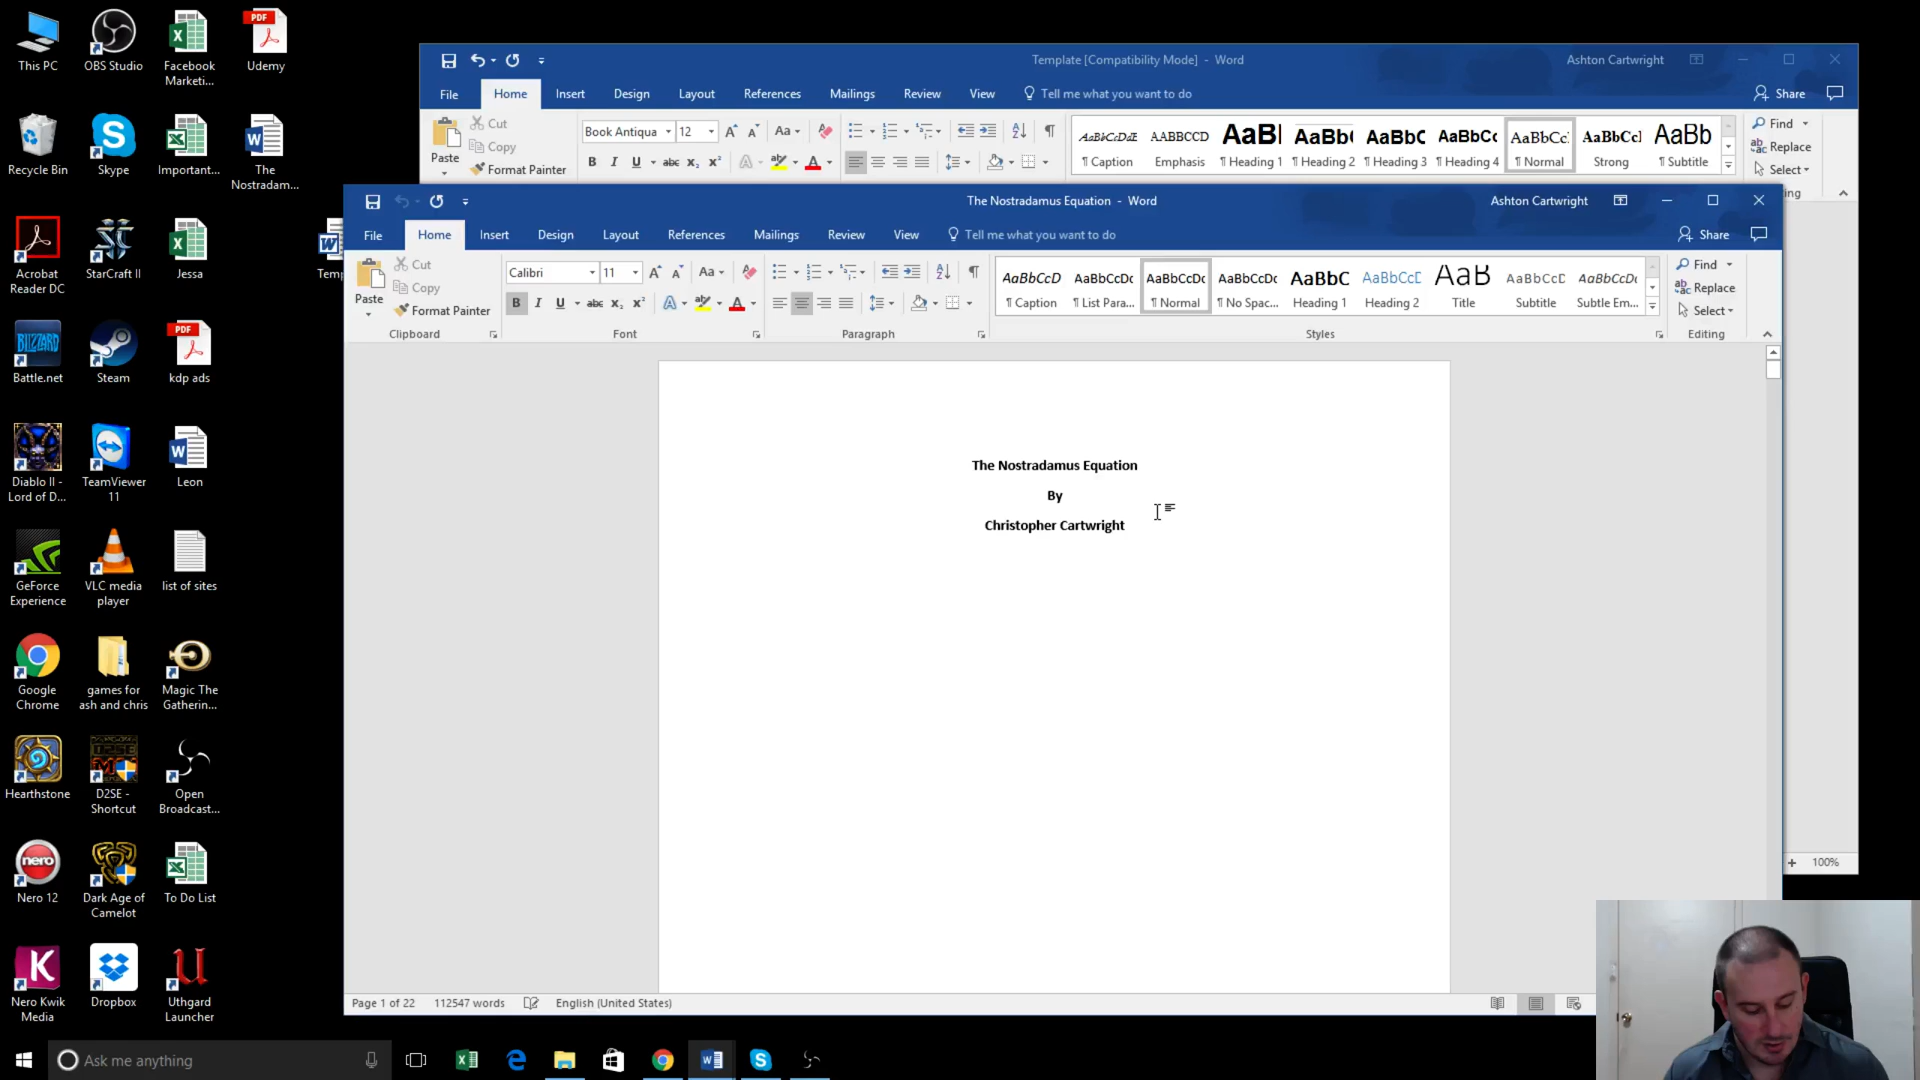 This PC
OBS Studio
Facebook
Marketi...
PDF
Udemy
Recycle Bin
Skype
Important...
The
Nostradam...
Acrobat
Reader DC
StarCraft II
Jessa
Temp
Battle.net
Steam
PDF
kdp ads
Diablo II -
Lord of D...
TeamViewer
11
Leon
GeForce
Experience
VLC media
player
list of sites
Google
Chrome
games for
ash and chris
Magic The
Gatherin...
Hearthstone
D2SE -
Shortcut
Open
Broadcast...
nero
Nero 12
Dark Age of
Camelot
To Do List
Nero Kwik
Media
Dropbox
Uthgard
Launcher
Template [Compatibility Mode] - Word
Ashton Cartwright
File Home Insert Design Layout References Mailings Review View Tell me what you want to do Share
Paste
Cut
Copy
Format Painter
Book Antiqua 12
AaBbCcDdE AABBCCD AaBl AaBb( AaBbC AaBbCc AaBbCc. AaBbCcl AaBb
Caption Emphasis Heading 1 Heading 2 Heading 3 Heading 4 Normal Strong Subtitle
Find
Replace
Select
ing
The Nostradamus Equation - Word
Ashton Cartwright
File Home Insert Design Layout References Mailings Review View Tell me what you want to do Share
Paste
Cut
Copy
Format Painter
Calibri 11
AaBbCcD AaBbCcDc AaBbCcDc AaBbCcDc AaBbC AaBbCcE AaB AaBbCcD AaBbCcDc
Caption List Para... Normal No Spac... Heading 1 Heading 2 Title Subtitle Subtle Em...
Find
Replace
Select
Clipboard Font Paragraph Styles Editing
The Nostradamus Equation
By
Christopher Cartwright
100%
Page 1 of 22 112547 words English (United States)
Ask me anything